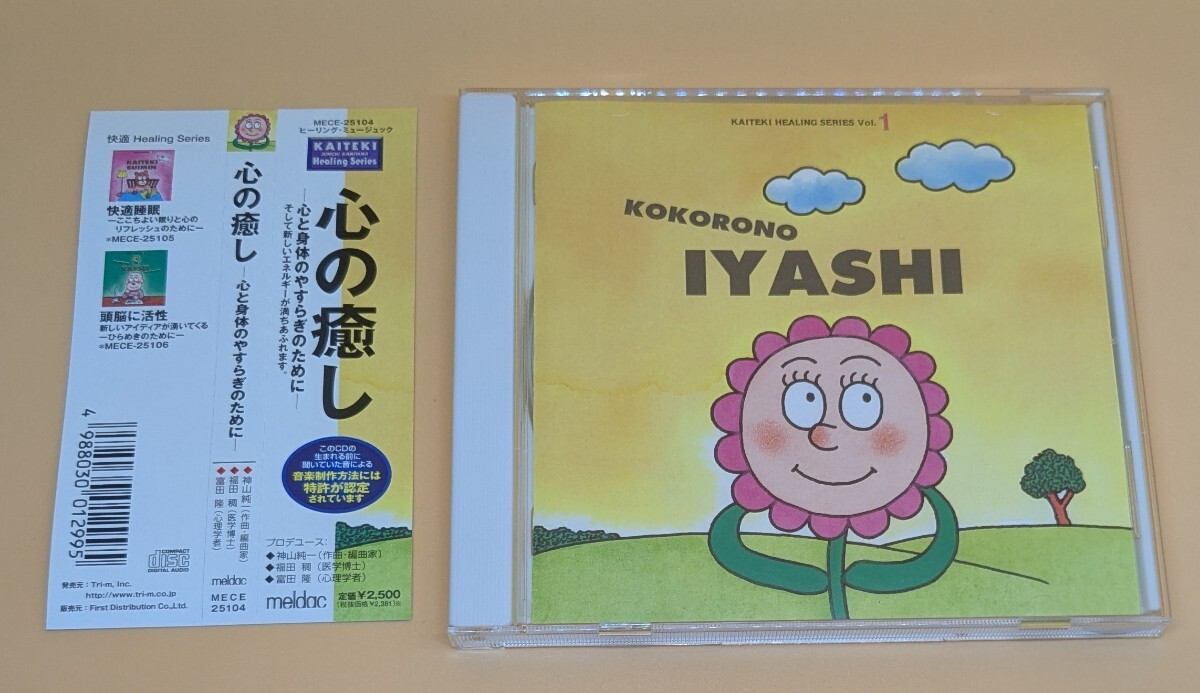 快適 Healing Series
KAITEKI
SUIMIN
快適睡眠
―ここちよい眠りと心の
リフレッシュのために―
※MECE-25105
頭脳に活性
新しいアイディアが湧いてくる
―ひらめきのために―
※MECE-25106
4 988030 012995
COMPACT
disc
DIGITAL AUDIO
発売元：Tri-m, Inc.
http://www.tri-m.co.jp
販売元：First Distribution Co.,Ltd.
心の癒し
―心と身体のやすらぎのために―
◆神山純一(作曲・編曲家)
◆福田 稠(医学博士)
◆富田 隆(心理学者)
meldac
MECE
25104
MECE-25104
ヒーリング・ミュージック
KAITEKI
JUNICHI KAMIYAMA
Healing Series
心の癒し
―心と身体のやすらぎのために―
そして新しいエネルギーが満ちあふれます。
このCDの
生まれる前に
聞いていた音による
音楽制作方法には
特許が認定
されています
プロデュース:
◆神山純一(作曲・編曲家)
◆福田 稠(医学博士)
◆富田 隆(心理学者)
meldac
定価¥2,500
(税抜価格¥2,381)※
KAITEKI HEALING SERIES Vol. 1
KOKORONO
IYASHI